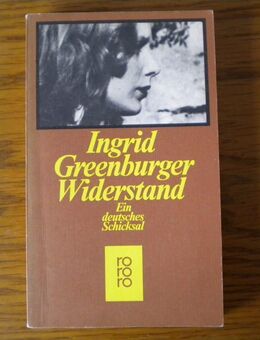 Ingrid
Greenburger
Widerstand
Ein
deutsches
Schicksal
ro
ro
ro